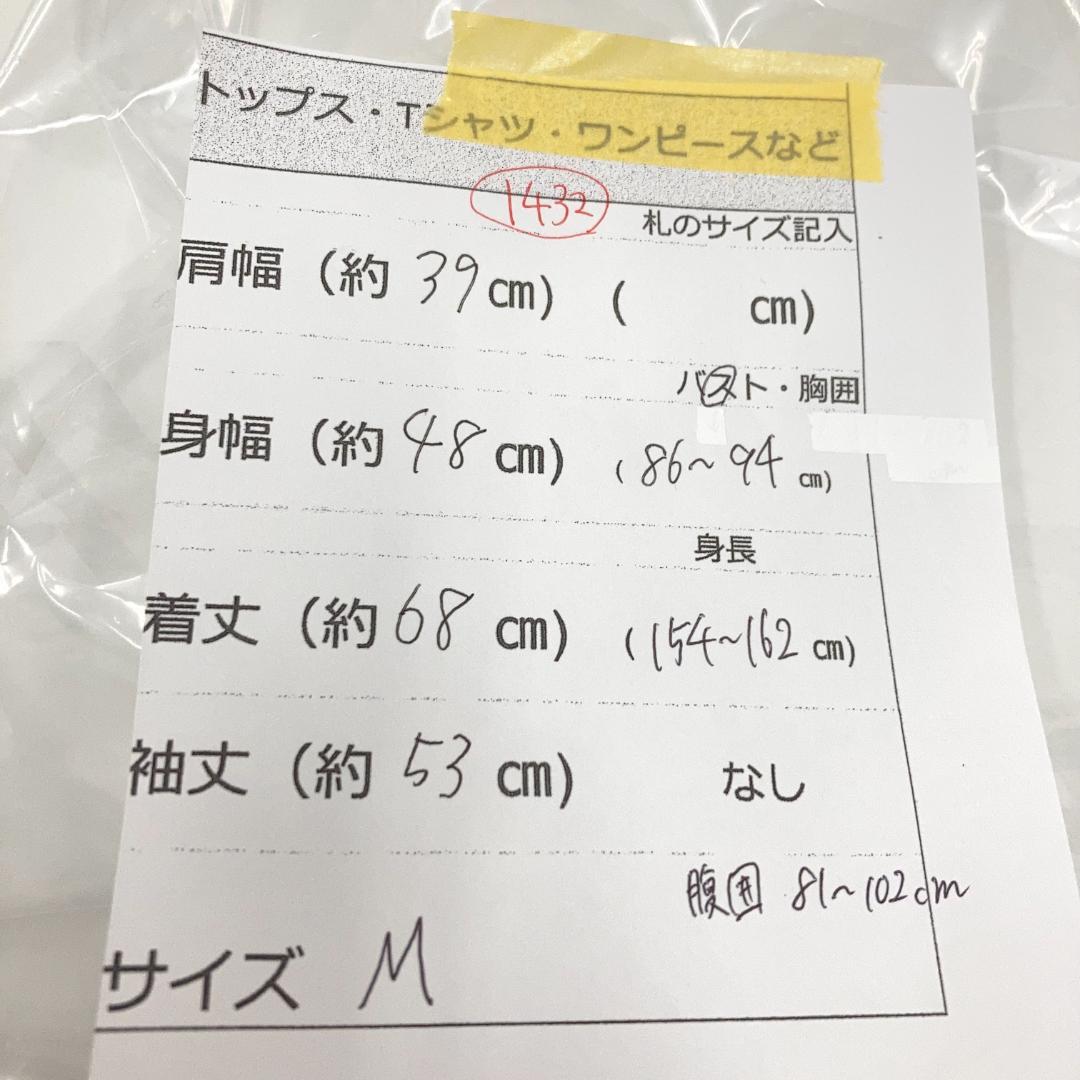 トップス・Tシャツ・ワンピースなど
1432
札のサイズ記入
肩幅 (約 39 cm) ( cm)
バスト・胸囲
身幅 (約 48 cm) (86~94 cm)
身長
着丈 (約 68 cm) (154~162 cm)
袖丈 (約 53 cm) なし
腹囲 81~102cm
サイズ M